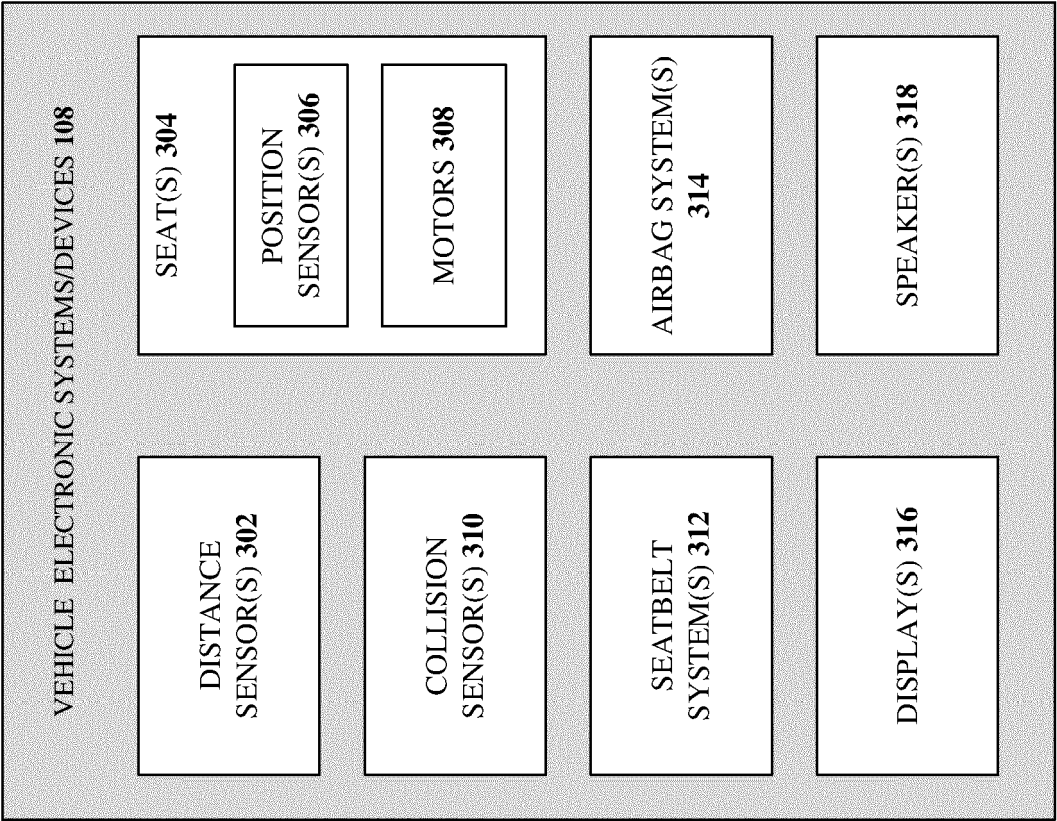 VEHICLE ELECTRONIC SYSTEMS/DEVICES 108
DISTANCE
SENSOR(S) 302
SEAT(S) 304
POSITION
SENSOR(S) 306
MOTORS 308
COLLISION
SENSOR(S) 310
SEATBELT
SYSTEM(S) 312
AIRBAG SYSTEM(S)
314
DISPLAY(S) 316
SPEAKER(S) 318